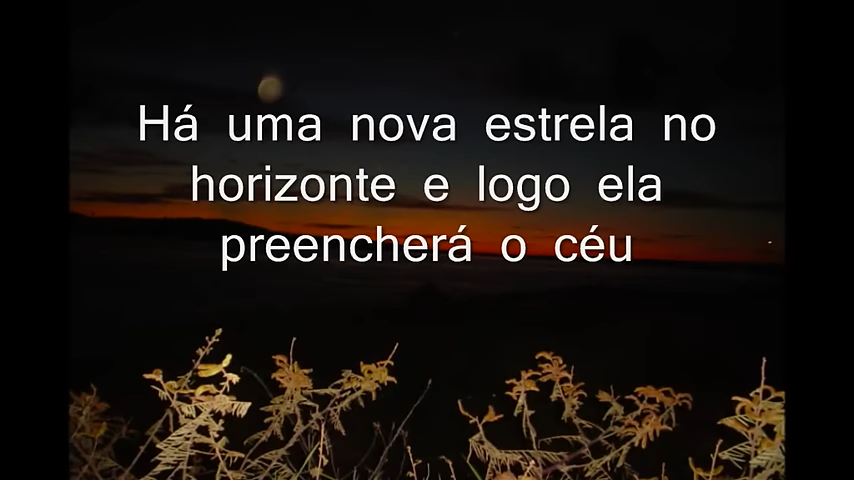 Há uma nova estrela no
horizonte e logo ela
preencherá o céu